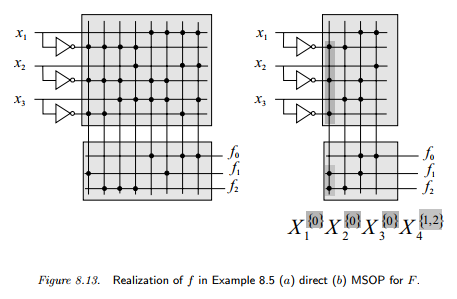 X1 X1
X2 X2
X3 X3
f0 f0
f1 f1
f2 f2
X1^{0} X2^{0} X3^{0} X4^{1,2}
Figure 8.13. Realization of f in Example 8.5 (a) direct (b) MSOP for F.